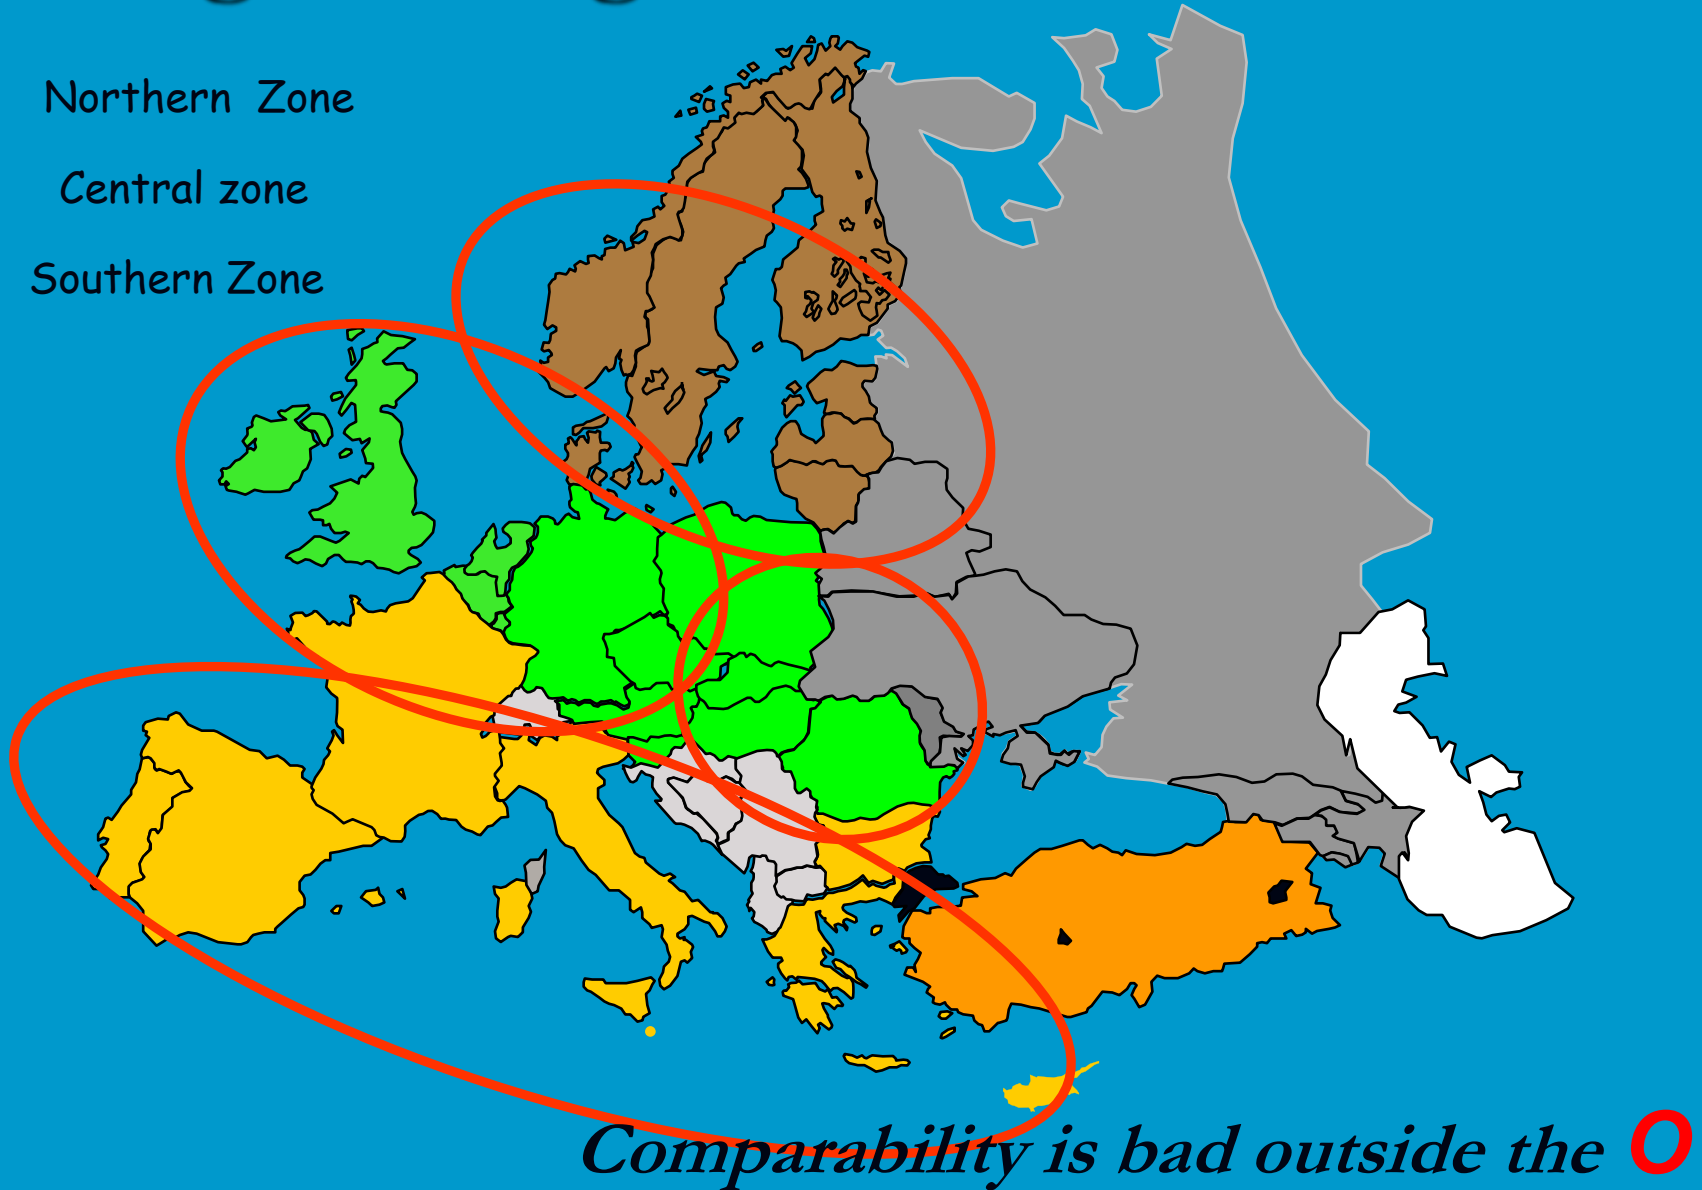 Northern Zone
Central zone
Southern Zone
Comparability is bad outside the O